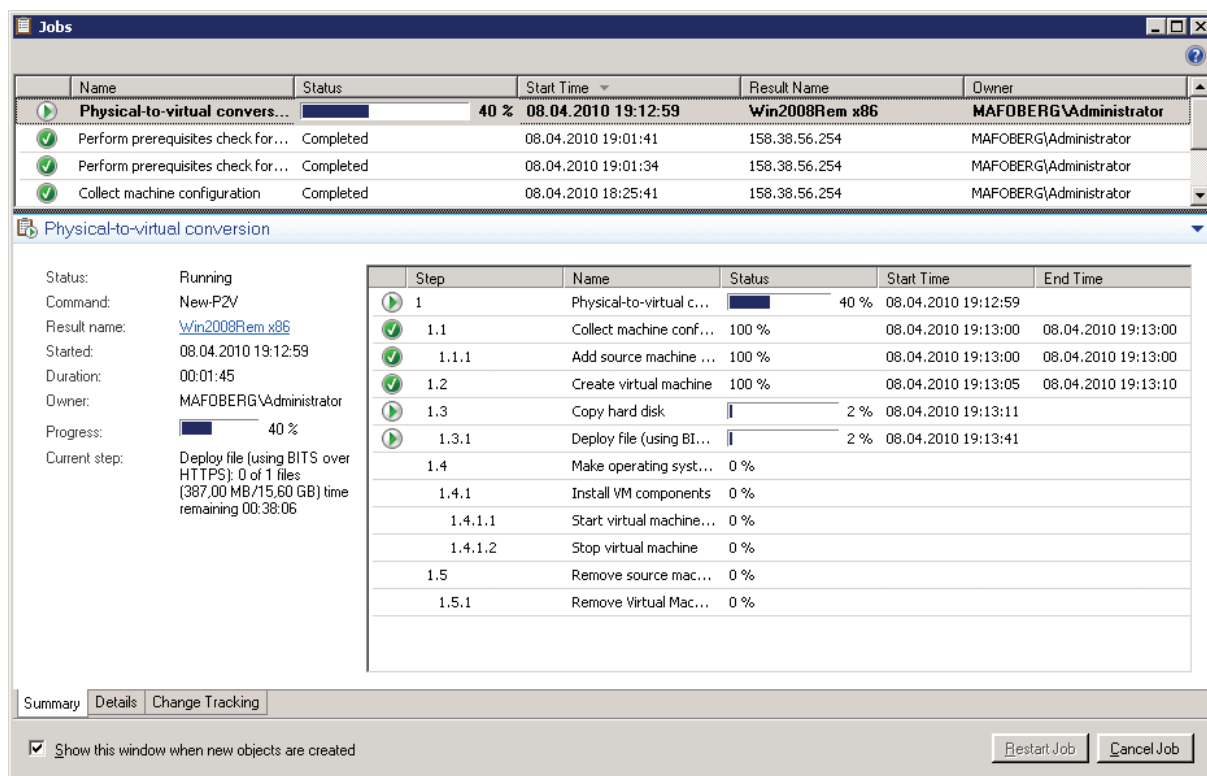 Jobs
Name Status Start Time Result Name Owner
Physical-to-virtual convers... 40 % 08.04.2010 19:12:59 Win2008Rem x86 MAFOBERG\Administrator
Perform prerequisites check for... Completed 08.04.2010 19:01:41 158.38.56.254 MAFOBERG\Administrator
Perform prerequisites check for... Completed 08.04.2010 19:01:34 158.38.56.254 MAFOBERG\Administrator
Collect machine configuration Completed 08.04.2010 18:25:41 158.38.56.254 MAFOBERG\Administrator
Physical-to-virtual conversion
Status: Running
Command: New-P2V
Result name: Win2008Rem x86
Started: 08.04.2010 19:12:59
Duration: 00:01:45
Owner: MAFOBERG\Administrator
Progress: 40 %
Current step: Deploy file (using BITS over
HTTPS): 0 of 1 files
(387,00 MB/15,60 GB) time
remaining 00:38:06
Step Name Status Start Time End Time
1 Physical-to-virtual c... 40 % 08.04.2010 19:12:59
1.1 Collect machine conf... 100 % 08.04.2010 19:13:00 08.04.2010 19:13:00
1.1.1 Add source machine ... 100 % 08.04.2010 19:13:00 08.04.2010 19:13:00
1.2 Create virtual machine 100 % 08.04.2010 19:13:05 08.04.2010 19:13:10
1.3 Copy hard disk 2 % 08.04.2010 19:13:11
1.3.1 Deploy file (using BI... 2 % 08.04.2010 19:13:41
1.4 Make operating syst... 0 %
1.4.1 Install VM components 0 %
1.4.1.1 Start virtual machine... 0 %
1.4.1.2 Stop virtual machine 0 %
1.5 Remove source mac... 0 %
1.5.1 Remove Virtual Mac... 0 %
Summary Details Change Tracking
Show this window when new objects are created
Restart Job Cancel Job